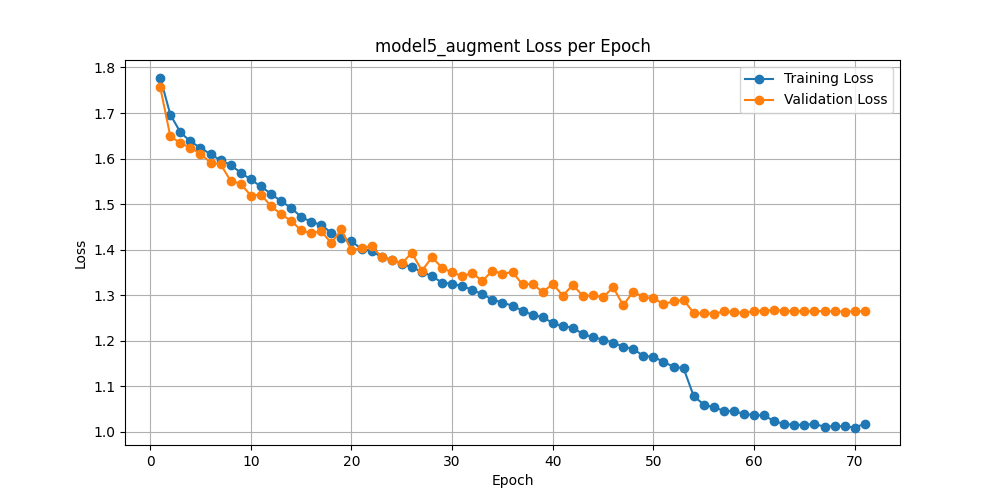 model5_augment Loss per Epoch
Training Loss
Validation Loss
Loss
1.8
1.7
1.6
1.5
1.4
1.3
1.2
1.1
1.0
0 10 20 30 40 50 60 70
Epoch